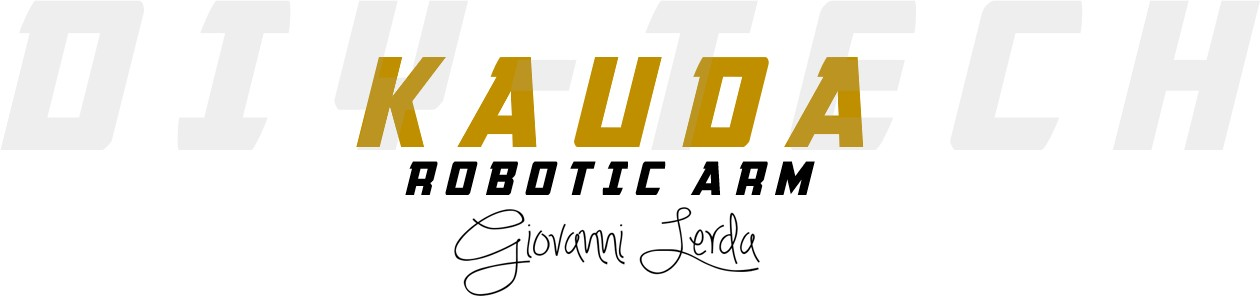 DIY-TECH
KAUDA
ROBOTIC ARM
Giovanni Lerda